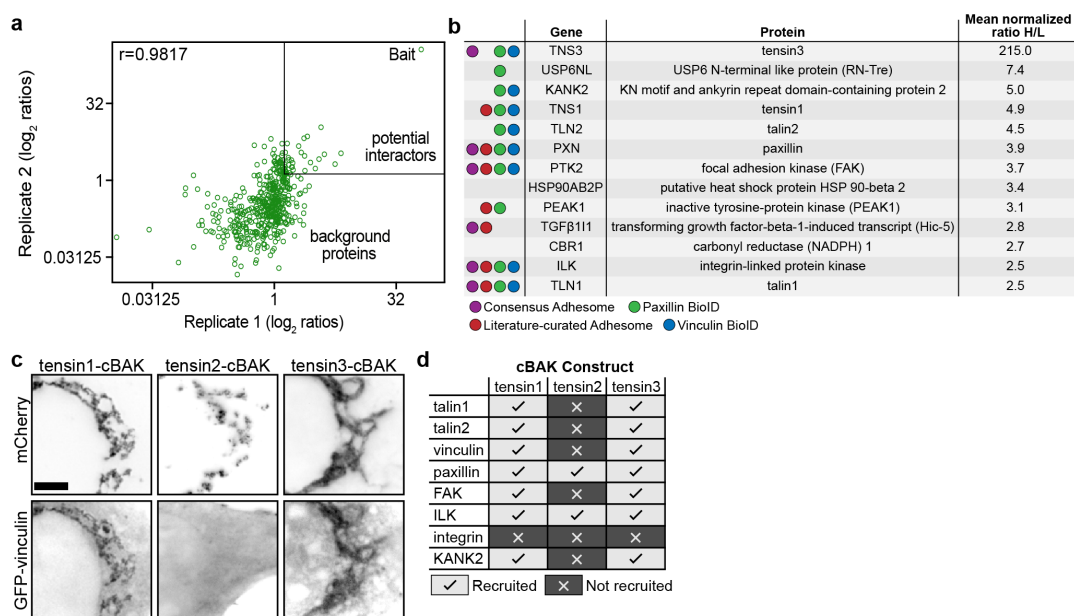 a
r=0.9817
Bait
potential
interactors
background
proteins
Replicate 2 (log2 ratios)
32
1
0.03125
0.03125 1 32
Replicate 1 (log2 ratios)
b
Gene Protein Mean normalized
ratio H/L
TNS3 tensin3 215.0
USP6NL USP6 N-terminal like protein (RN-Tre) 7.4
KANK2 KN motif and ankyrin repeat domain-containing protein 2 5.0
TNS1 tensin1 4.9
TLN2 talin2 4.5
PXN paxillin 3.9
PTK2 focal adhesion kinase (FAK) 3.7
HSP90AB2P putative heat shock protein HSP 90-beta 2 3.4
PEAK1 inactive tyrosine-protein kinase (PEAK1) 3.1
TGFβ1I1 transforming growth factor-beta-1-induced transcript (Hic-5) 2.8
CBR1 carbonyl reductase (NADPH) 1 2.7
ILK integrin-linked protein kinase 2.5
TLN1 talin1 2.5
Consensus Adhesome Paxillin BioID
Literature-curated Adhesome Vinculin BioID
c
tensin1-cBAK tensin2-cBAK tensin3-cBAK
mCherry
GFP-vinculin
d
cBAK Construct
tensin1 tensin2 tensin3
talin1 ✓ ✕ ✓
talin2 ✓ ✕ ✓
vinculin ✓ ✕ ✓
paxillin ✓ ✓ ✓
FAK ✓ ✕ ✓
ILK ✓ ✓ ✓
integrin ✕ ✕ ✕
KANK2 ✓ ✕ ✓
✓ Recruited ✕ Not recruited